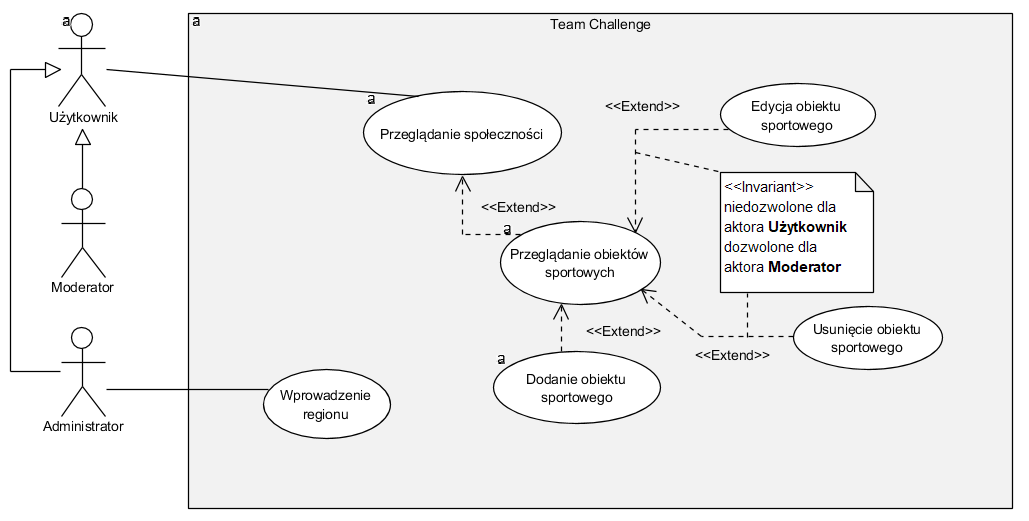 a
a
Team Challenge
Użytkownik
a
Przeglądanie społeczności
<<Extend>>
Edycja obiektu
sportowego
<<Invariant>>
niedozwolone dla
aktora Użytkownik
dozwolone dla
aktora Moderator
<<Extend>>
a
Przeglądanie obiektów
sportowych
Moderator
<<Extend>>
<<Extend>>
Usunięcie obiektu
sportowego
a
Dodanie obiektu
sportowego
Wprowadzenie
regionu
Administrator